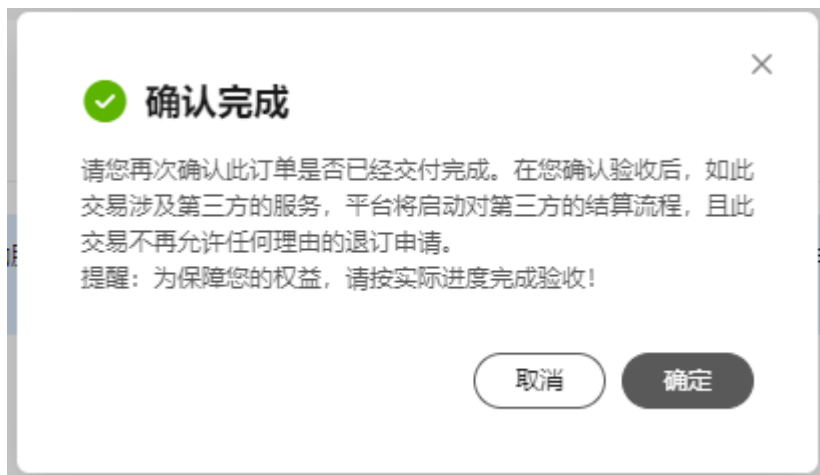 确认完成
请您再次确认此订单是否已经交付完成。在您确认验收后，如此
交易涉及第三方的服务，平台将启动对第三方的结算流程，且此
交易不再允许任何理由的退订申请。
提醒：为保障您的权益，请按实际进度完成验收！
取消
确定